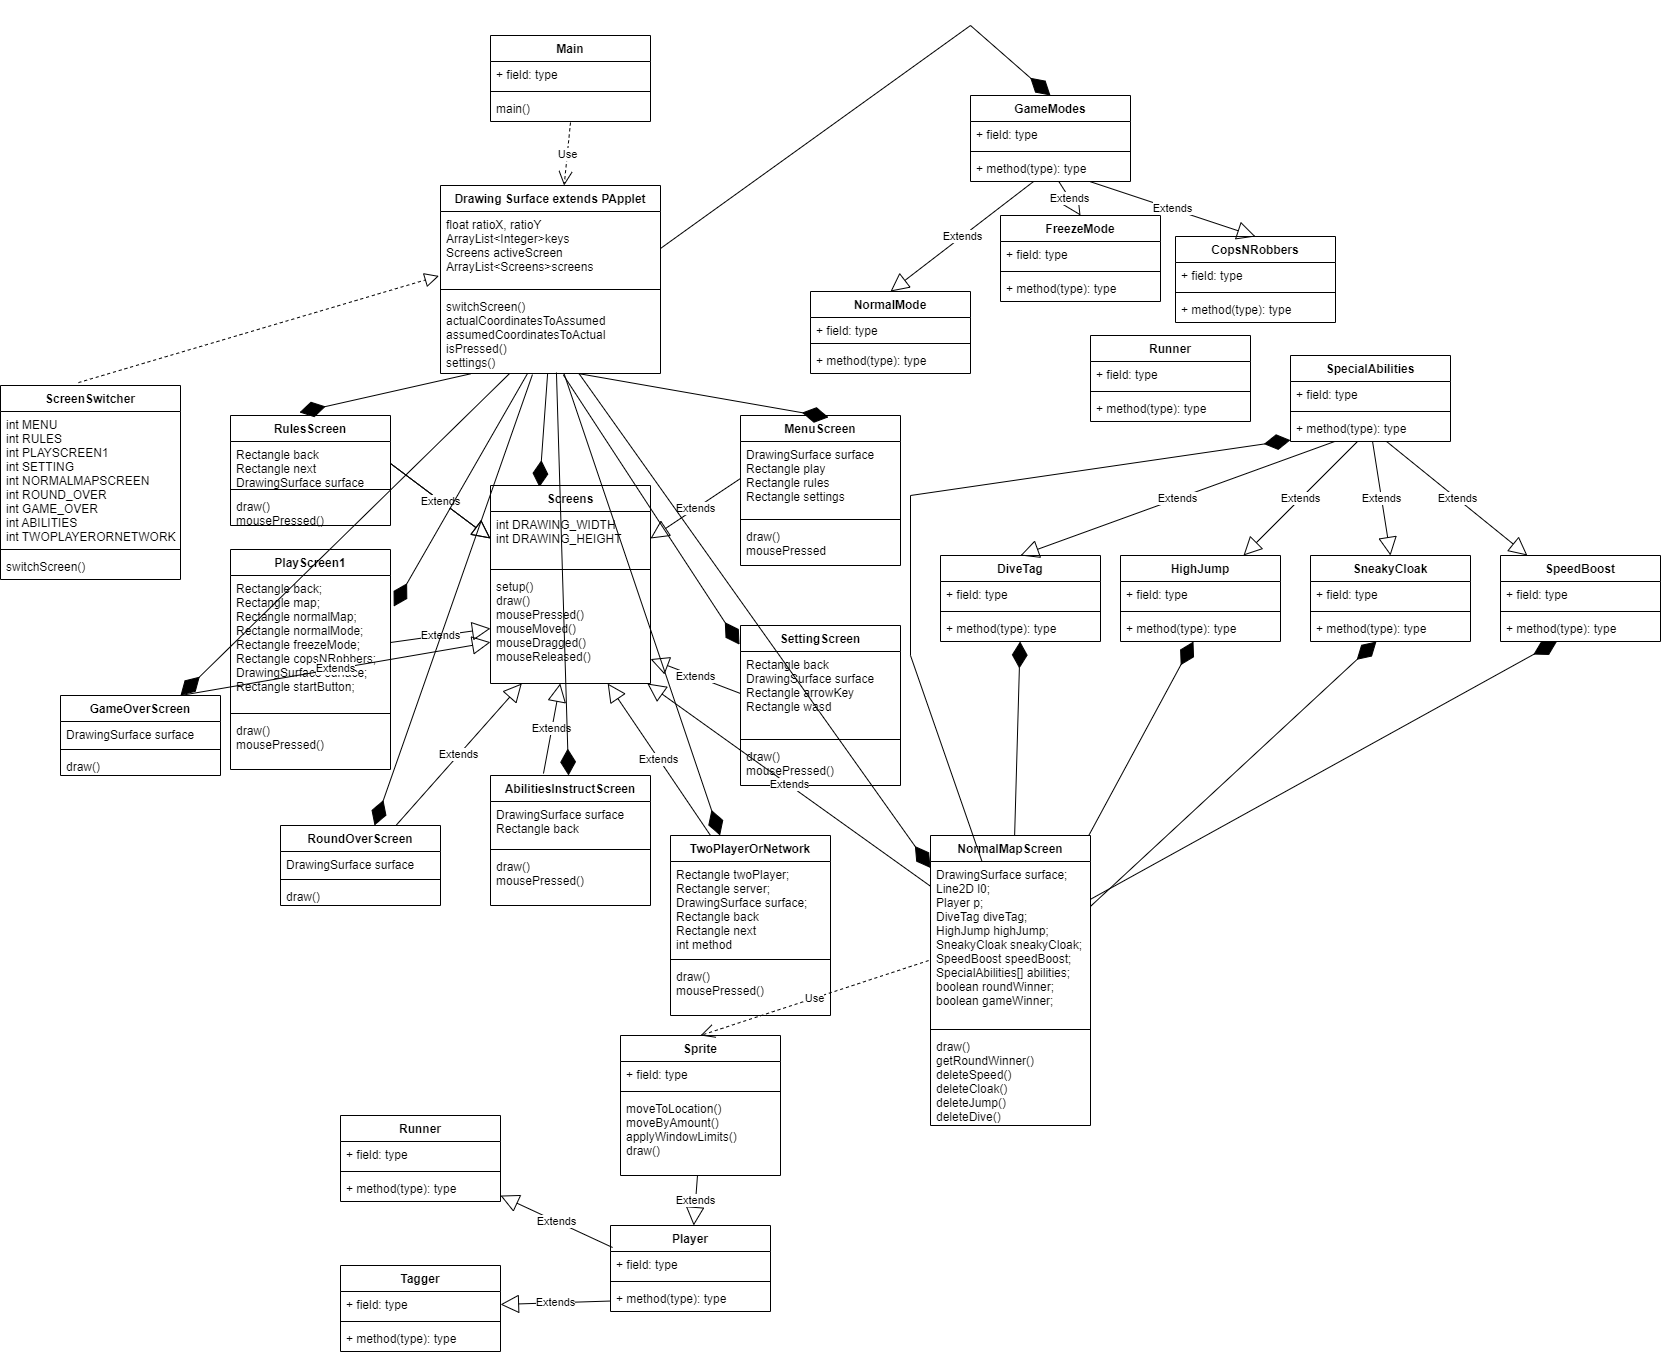 Main
+ field: type
main()
Use
Drawing Surface extends PApplet
float ratioX, ratioY
ArrayList<Integer>keys
Screens activeScreen
ArrayList<Screens>screens
switchScreen()
actualCoordinatesToAssumed
assumedCoordinatesToActual
isPressed()
settings()
GameModes
+ field: type
+ method(type): type
Extends
Extends
Extends
FreezeMode
+ field: type
+ method(type): type
CopsNRobbers
+ field: type
+ method(type): type
NormalMode
+ field: type
+ method(type): type
Runner
+ field: type
+ method(type): type
SpecialAbilities
+ field: type
+ method(type): type
ScreenSwitcher
int MENU
int RULES
int PLAYSCREEN1
int SETTING
int NORMALMAPSCREEN
int ROUND_OVER
int GAME_OVER
int ABILITIES
int TWOPLAYERORNETWORK
switchScreen()
RulesScreen
Rectangle back
Rectangle next
DrawingSurface surface
draw()
mousePressed()
Extends
Screens
int DRAWING_WIDTH
int DRAWING_HEIGHT
setup()
draw()
mousePressed()
mouseMoved()
mouseDragged()
mouseReleased()
MenuScreen
DrawingSurface surface
Rectangle play
Rectangle rules
Rectangle settings
draw()
mousePressed
Extends
Extends
Extends
Extends
Extends
DiveTag
+ field: type
+ method(type): type
HighJump
+ field: type
+ method(type): type
SneakyCloak
+ field: type
+ method(type): type
SpeedBoost
+ field: type
+ method(type): type
PlayScreen1
Rectangle back;
Rectangle map;
Rectangle normalMap;
Rectangle normalMode;
Rectangle freezeMode;
Rectangle copsNRobbers;
DrawingSurface surface;
Rectangle startButton;
draw()
mousePressed()
Extends
Extends
SettingScreen
Rectangle back
DrawingSurface surface
Rectangle arrowKey
Rectangle wasd
draw()
mousePressed()
Extends
GameOverScreen
DrawingSurface surface
draw()
Extends
Extends
Extends
Extends
RoundOverScreen
DrawingSurface surface
draw()
AbilitiesInstructScreen
DrawingSurface surface
Rectangle back
draw()
mousePressed()
TwoPlayerOrNetwork
Rectangle twoPlayer;
Rectangle server;
DrawingSurface surface;
Rectangle back
Rectangle next
int method
draw()
mousePressed()
NormalMapScreen
DrawingSurface surface;
Line2D l0;
Player p;
DiveTag diveTag;
HighJump highJump;
SneakyCloak sneakyCloak;
SpeedBoost speedBoost;
SpecialAbilities[] abilities;
boolean roundWinner;
boolean gameWinner;
draw()
getRoundWinner()
deleteSpeed()
deleteCloak()
deleteJump()
deleteDive()
Use
Sprite
+ field: type
moveToLocation()
moveByAmount()
applyWindowLimits()
draw()
Runner
+ field: type
+ method(type): type
Extends
Extends
Player
+ field: type
+ method(type): type
Tagger
+ field: type
+ method(type): type
Extends